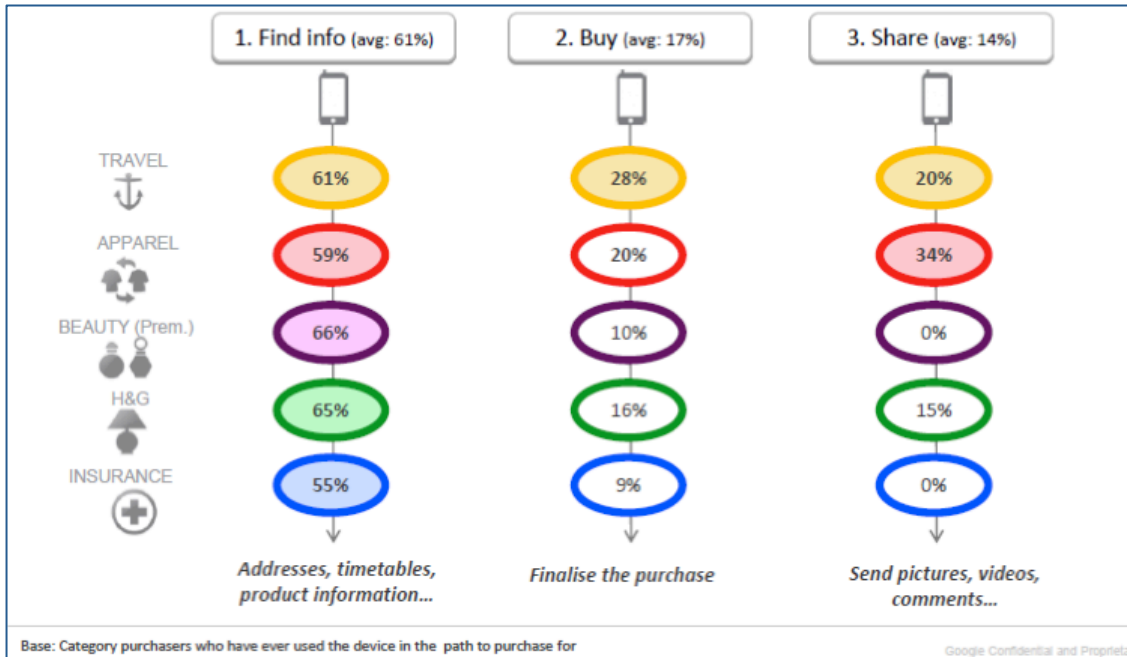 1. Find info (avg: 61%)
2. Buy (avg: 17%)
3. Share (avg: 14%)
TRAVEL
61%
28%
20%
APPAREL
59%
20%
34%
BEAUTY (Prem.)
66%
10%
0%
H&G
65%
16%
15%
INSURANCE
55%
9%
0%
Addresses, timetables,
product information...
Finalise the purchase
Send pictures, videos,
comments...
Base: Category purchasers who have ever used the device in the path to purchase for
Google Confidential and Proprieta